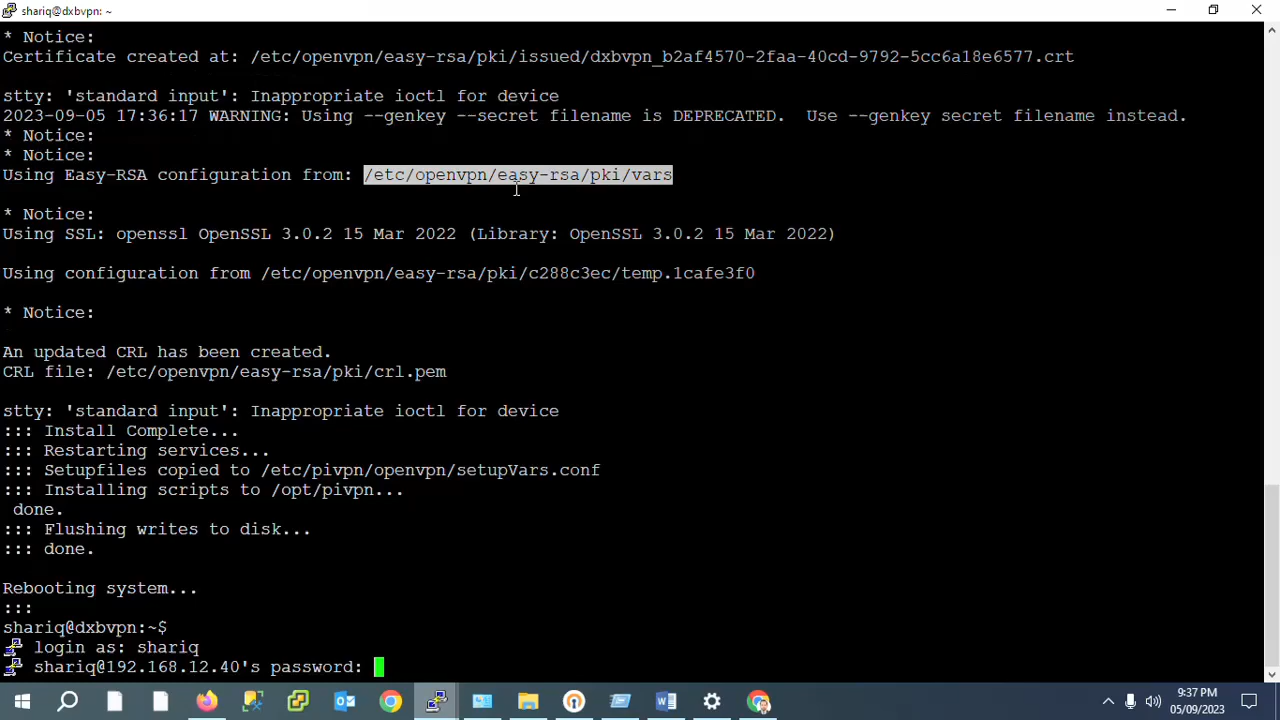 shariq@dxbvpn: ~
* Notice:
Certificate created at: /etc/openvpn/easy-rsa/pki/issued/dxbvpn_b2af4570-2faa-40cd-9792-5cc6a18e6577.crt
stty: 'standard input': Inappropriate ioctl for device
2023-09-05 17:36:17 WARNING: Using --genkey --secret filename is DEPRECATED.  Use --genkey secret filename instead.
* Notice:
* Notice:
Using Easy-RSA configuration from: /etc/openvpn/easy-rsa/pki/vars
* Notice:
Using SSL: openssl OpenSSL 3.0.2 15 Mar 2022 (Library: OpenSSL 3.0.2 15 Mar 2022)
Using configuration from /etc/openvpn/easy-rsa/pki/c288c3ec/temp.1cafe3f0
* Notice:
An updated CRL has been created.
CRL file: /etc/openvpn/easy-rsa/pki/crl.pem
stty: 'standard input': Inappropriate ioctl for device
::: Install Complete...
::: Restarting services...
::: Setupfiles copied to /etc/pivpn/openvpn/setupVars.conf
::: Installing scripts to /opt/pivpn...
 done.
::: Flushing writes to disk...
::: done.
Rebooting system...
:::
shariq@dxbvpn:~$
login as: shariq
shariq@192.168.12.40's password:
9:37 PM
05/09/2023